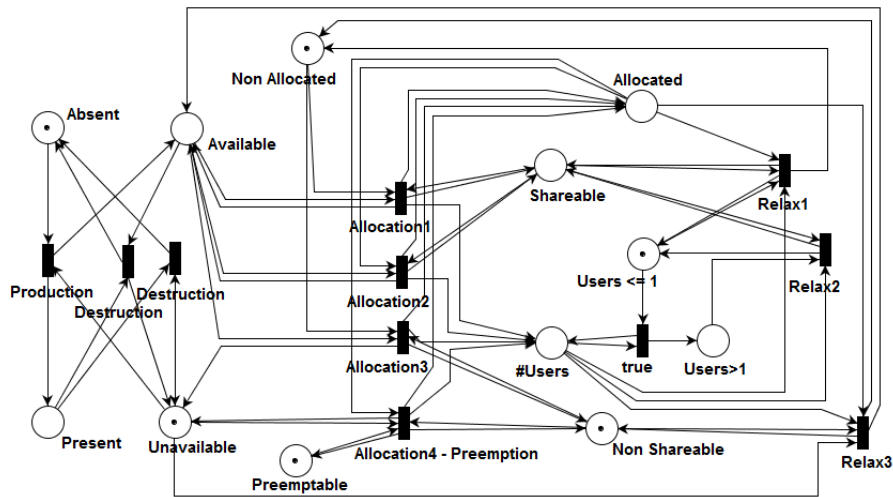 Non Allocated
Allocated
Absent
Available
Shareable
Relax1
Allocation1
Users <= 1
Relax2
Production
Destruction
Destruction
Allocation2
Allocation3
#Users
true
Users>1
Present
Unavailable
Allocation4 - Preemption
Non Shareable
Relax3
Preemptable